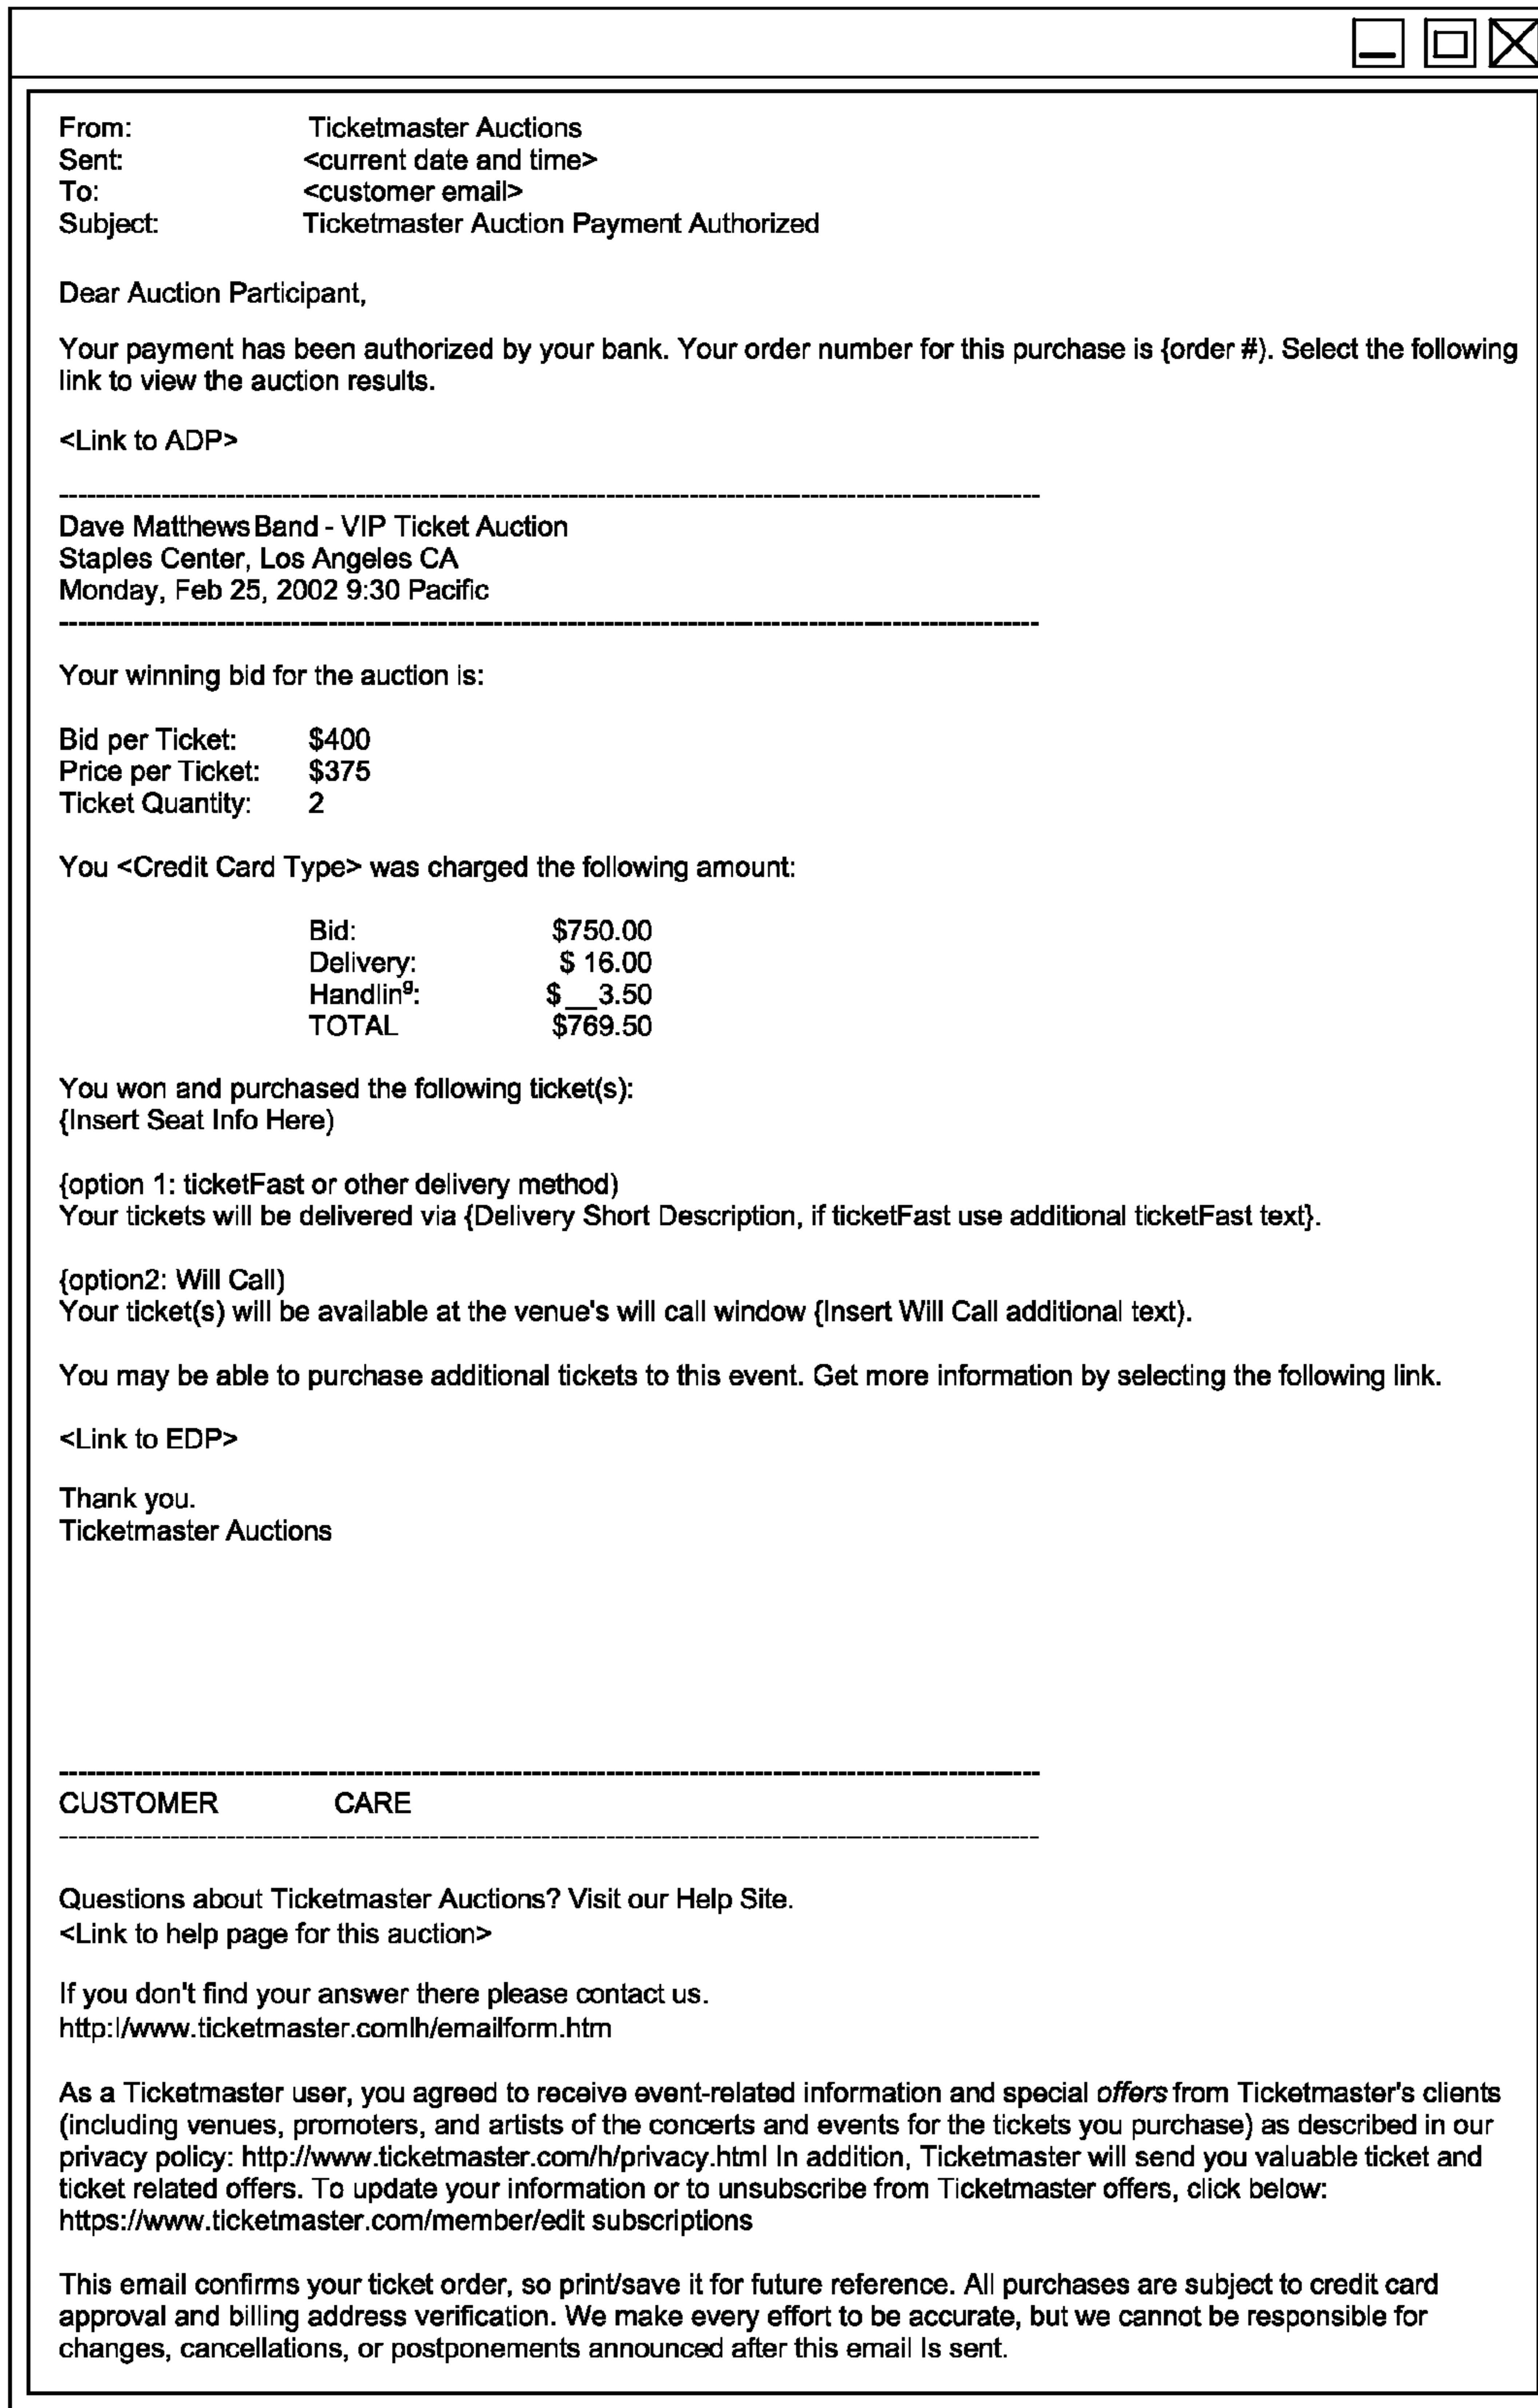 From: Ticketmaster Auctions
Sent: <current date and time>
To: <customer email>
Subject: Ticketmaster Auction Payment Authorized
Dear Auction Participant,
Your payment has been authorized by your bank. Your order number for this purchase is {order #). Select the following
link to view the auction results.
<Link to ADP>
Dave Matthews Band - VIP Ticket Auction
Staples Center, Los Angeles CA
Monday, Feb 25, 2002 9:30 Pacific
Your winning bid for the auction is:
Bid per Ticket: $400
Price per Ticket: $375
Ticket Quantity: 2
You <Credit Card Type> was charged the following amount:
Bid: $750.00
Delivery: $ 16.00
Handling: $__3.50
TOTAL $769.50
You won and purchased the following ticket(s):
{Insert Seat Info Here)
{option 1: ticketFast or other delivery method)
Your tickets will be delivered via {Delivery Short Description, if ticketFast use additional ticketFast text}.
{option2: Will Call)
Your ticket(s) will be available at the venue's will call window {Insert Will Call additional text).
You may be able to purchase additional tickets to this event. Get more information by selecting the following link.
<Link to EDP>
Thank you.
Ticketmaster Auctions
CUSTOMER CARE
Questions about Ticketmaster Auctions? Visit our Help Site.
<Link to help page for this auction>
If you don't find your answer there please contact us.
http:l/www.ticketmaster.comlh/emailform.htm
As a Ticketmaster user, you agreed to receive event-related information and special offers from Ticketmaster's clients
(including venues, promoters, and artists of the concerts and events for the tickets you purchase) as described in our
privacy policy: http://www.ticketmaster.com/h/privacy.html In addition, Ticketmaster will send you valuable ticket and
ticket related offers. To update your information or to unsubscribe from Ticketmaster offers, click below:
https://www.ticketmaster.com/member/edit subscriptions
This email confirms your ticket order, so print/save it for future reference. All purchases are subject to credit card
approval and billing address verification. We make every effort to be accurate, but we cannot be responsible for
changes, cancellations, or postponements announced after this email Is sent.